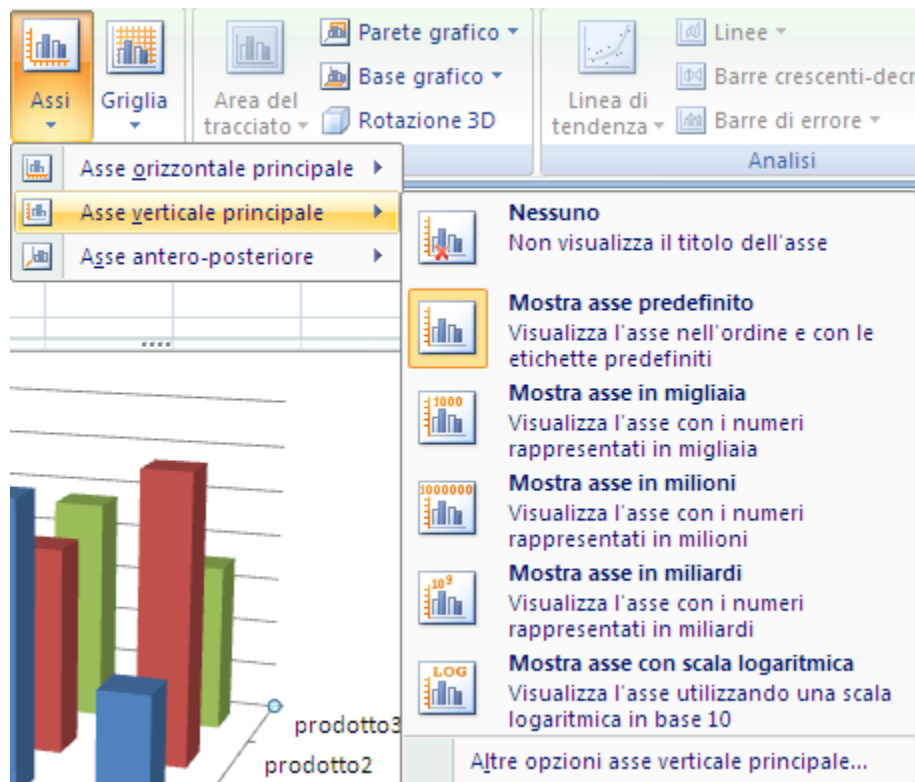 Assi
Griglia
Area del
tracciato
Parete grafico
Base grafico
Rotazione 3D
Linea di
tendenza
Linee
Barre crescenti-decr
Barre di errore
Analisi
Asse orizzontale principale
Asse verticale principale
Asse antero-posteriore
Nessuno
Non visualizza il titolo dell'asse
Mostra asse predefinito
Visualizza l'asse nell'ordine e con le
etichette predefiniti
1000
Mostra asse in migliaia
Visualizza l'asse con i numeri
rappresentati in migliaia
1000000
Mostra asse in milioni
Visualizza l'asse con i numeri
rappresentati in milioni
10⁹
Mostra asse in miliardi
Visualizza l'asse con i numeri
rappresentati in miliardi
LOG
Mostra asse con scala logaritmica
Visualizza l'asse utilizzando una scala
logaritmica in base 10
Altre opzioni asse verticale principale...
prodotto3
prodotto2